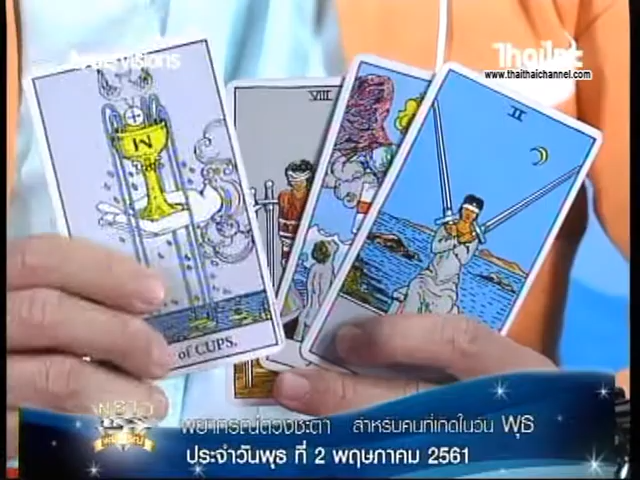 Thaich
www.thaithaichannel.com
VIII
II
of CUPS.
พยากรณ์ดวงชะตา สำหรับคนที่เกิดในวัน พุธ
ประจำวันพุธ ที่ 2 พฤษภาคม 2561